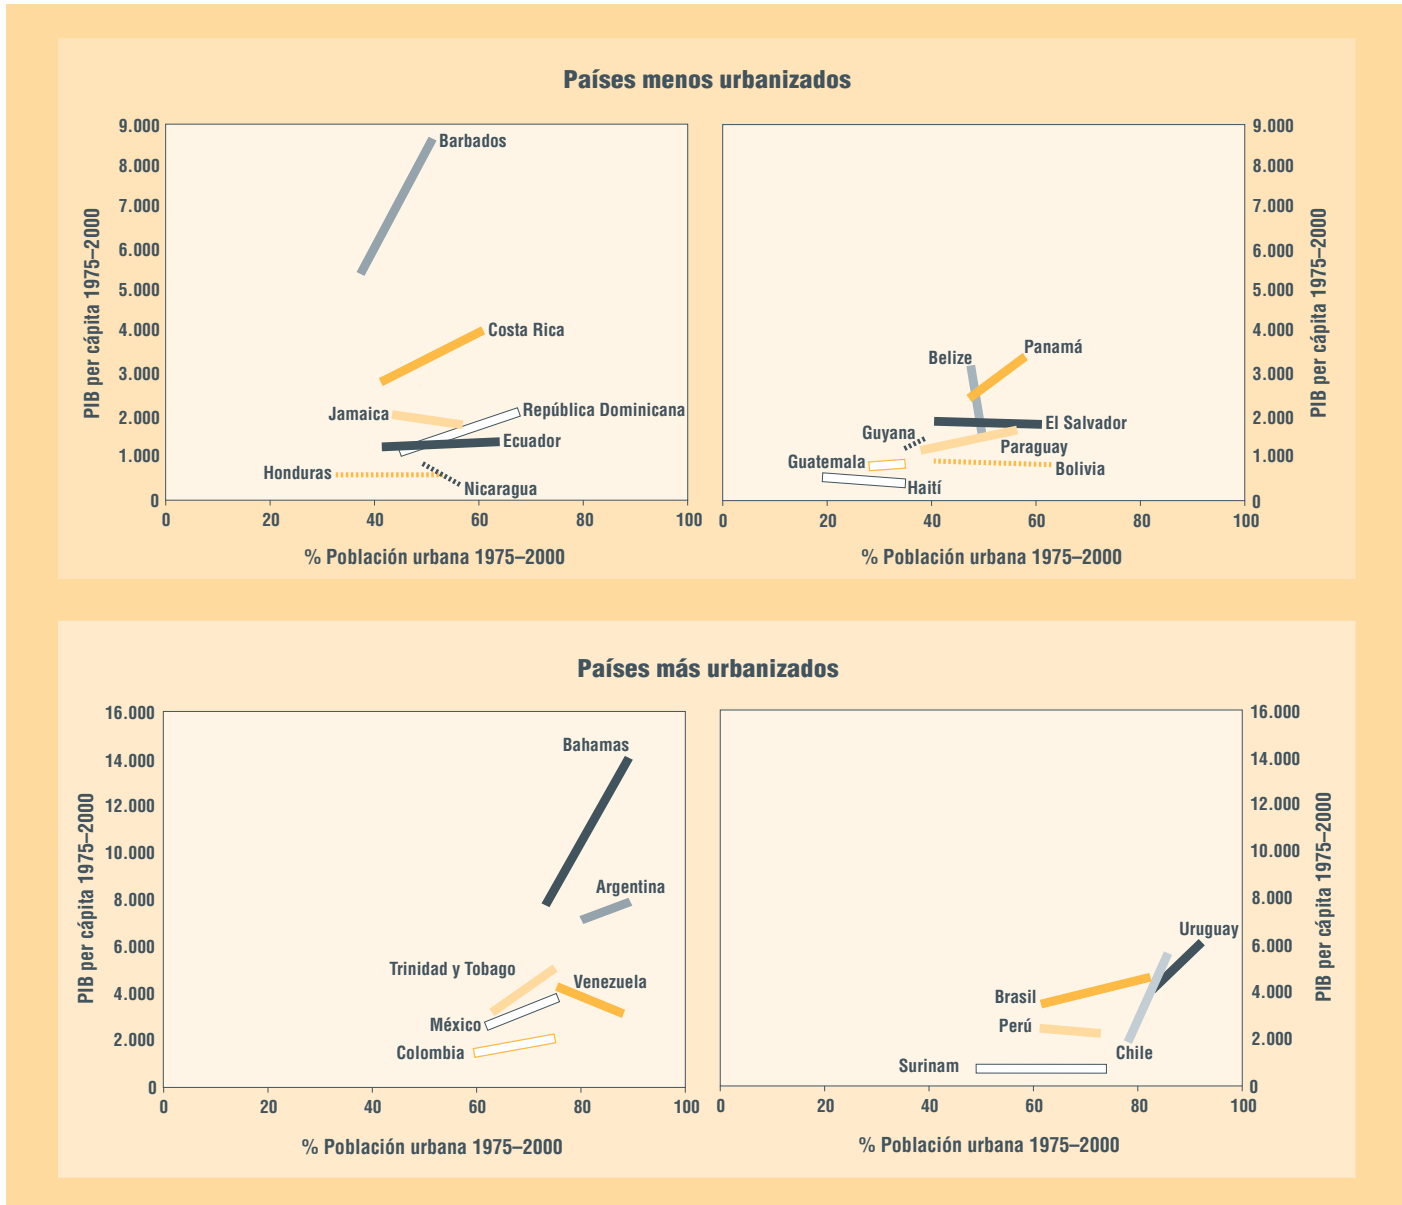 Países menos urbanizados
PIB per cápita 1975–2000
9.000
8.000
7.000
6.000
5.000
4.000
3.000
2.000
1.000
0
Barbados
Costa Rica
Jamaica
República Dominicana
Ecuador
Honduras
Nicaragua
0 20 40 60 80 100
% Población urbana 1975–2000
Belize
Panamá
El Salvador
Guyana
Paraguay
Guatemala
Bolivia
Haití
9.000
8.000
7.000
6.000
5.000
4.000
3.000
2.000
1.000
0
PIB per cápita 1975–2000
0 20 40 60 80 100
% Población urbana 1975–2000
Países más urbanizados
PIB per cápita 1975–2000
16.000
14.000
12.000
10.000
8.000
6.000
4.000
2.000
0
Bahamas
Argentina
Trinidad y Tobago
Venezuela
México
Colombia
0 20 40 60 80 100
% Población urbana 1975–2000
Uruguay
Brasil
Perú
Chile
Surinam
16.000
14.000
12.000
10.000
8.000
6.000
4.000
2.000
0
PIB per cápita 1975–2000
0 20 40 60 80 100
% Población urbana 1975–2000